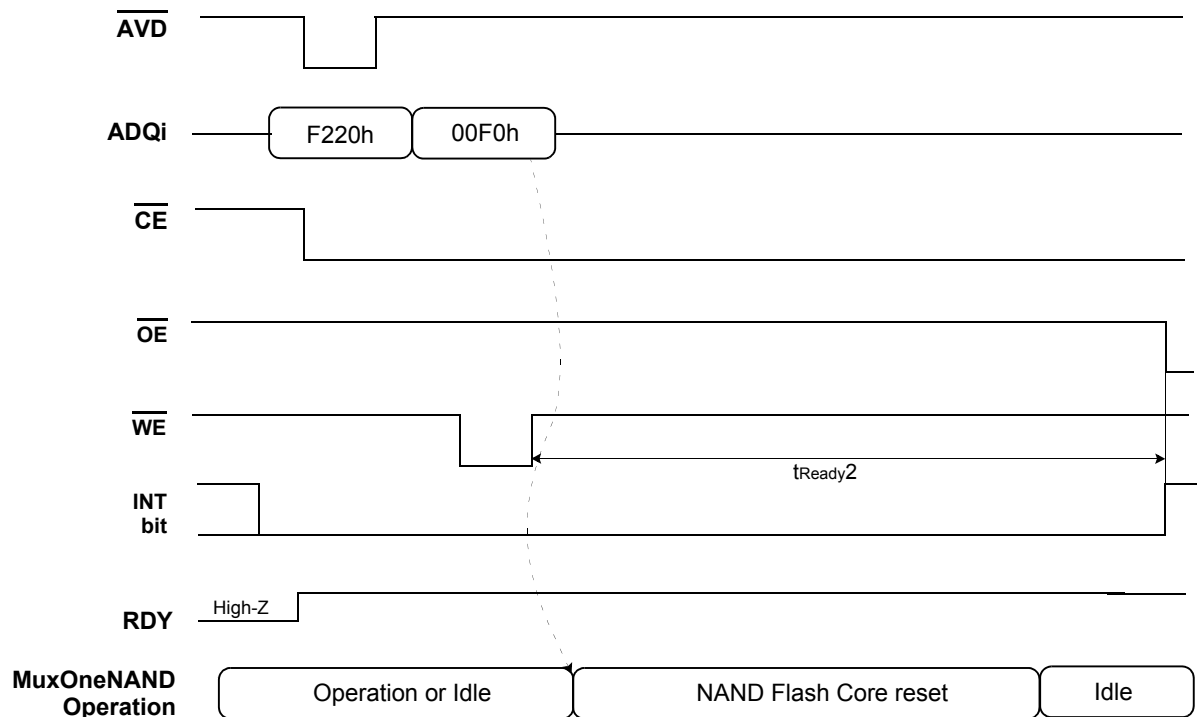 AVD
ADQi
F220h
00F0h
CE
OE
WE
tReady2
INT
bit
High-Z
RDY
MuxOneNAND
Operation
Operation or Idle
NAND Flash Core reset
Idle